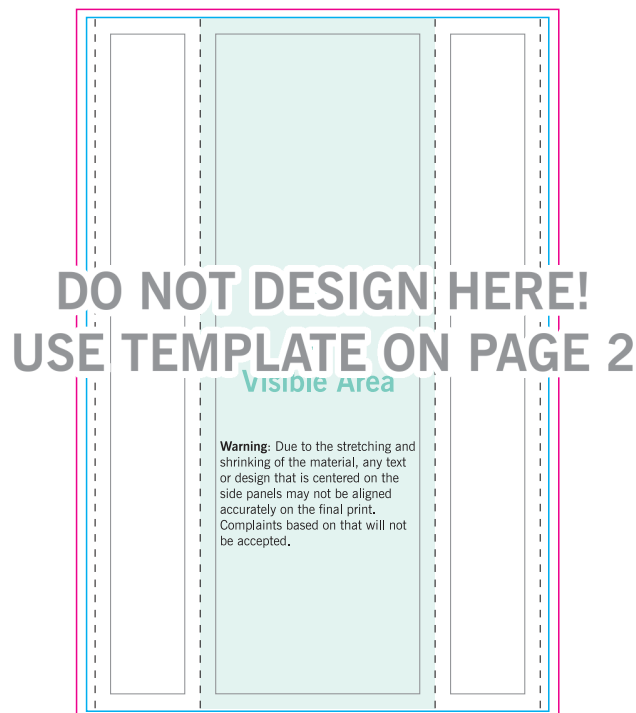 DO NOT DESIGN HERE!
USE TEMPLATE ON PAGE 2
Visible Area
Warning: Due to the stretching and
shrinking of the material, any text
or design that is centered on the
side panels may not be aligned
accurately on the final print.
Complaints based on that will not
be accepted.